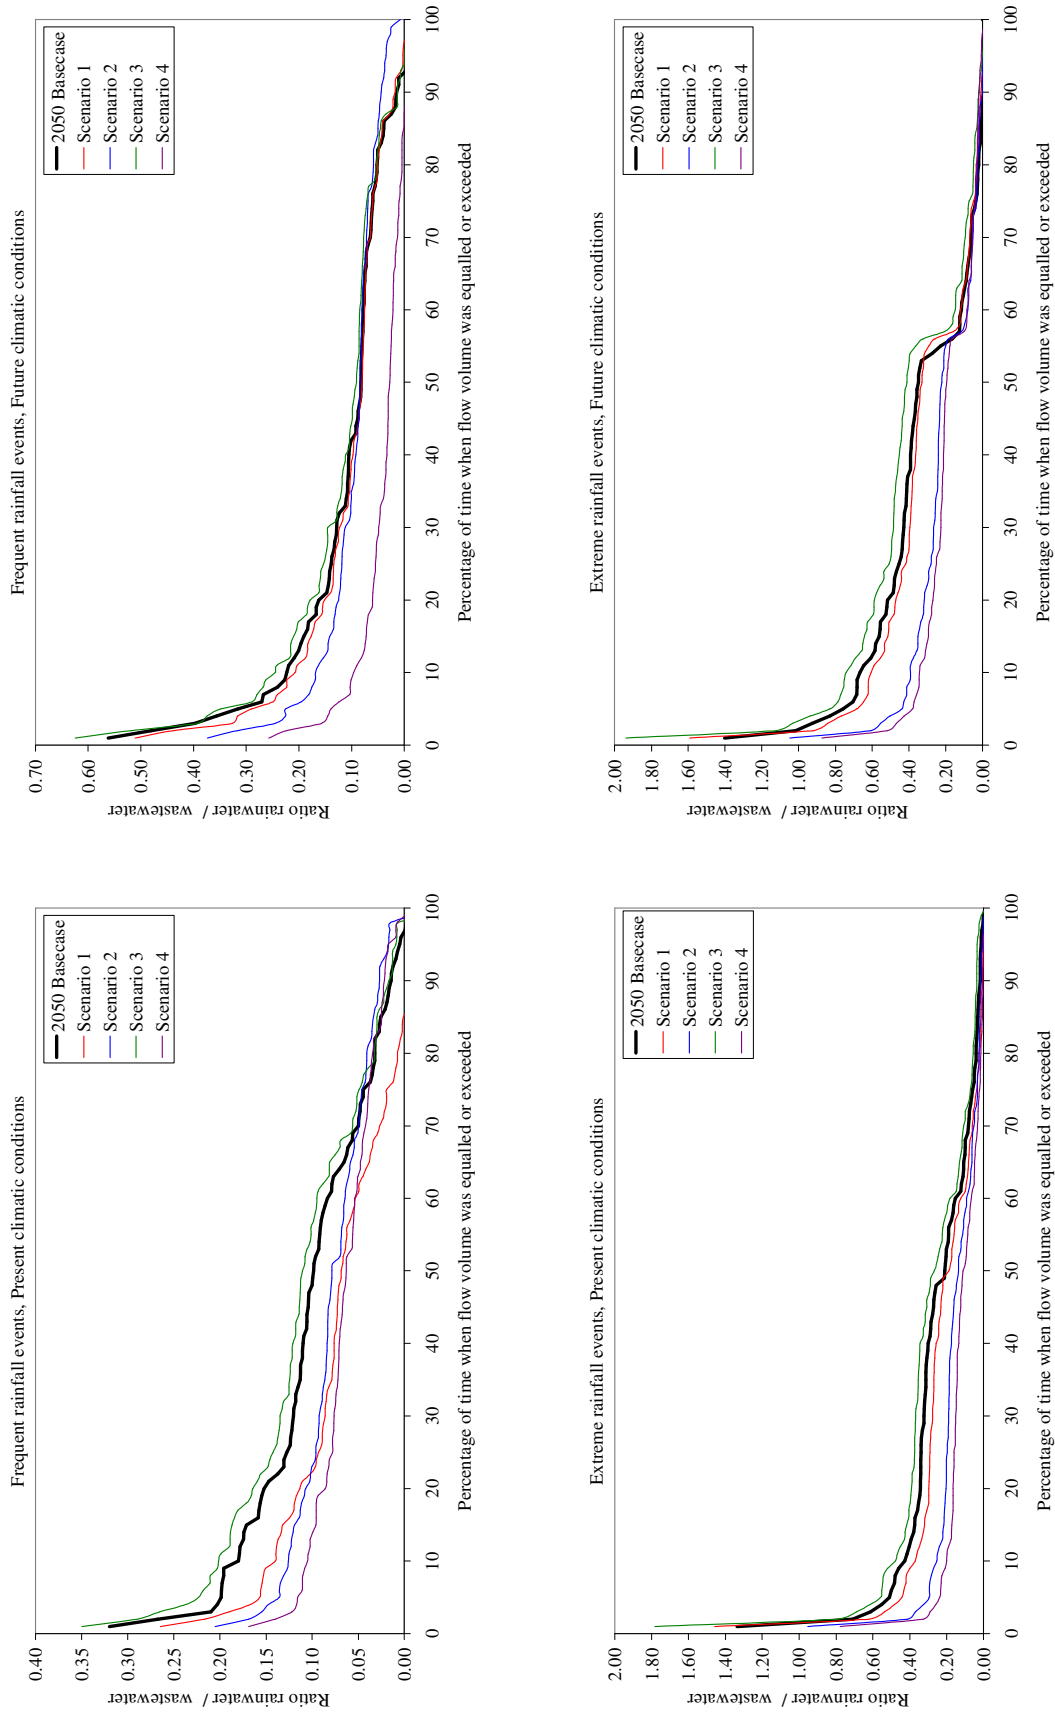 Frequent rainfall events, Present climatic conditions
Ratio rainwater / wastewater
0.40
0.35
0.30
0.25
0.20
0.15
0.10
0.05
0.00
0 10 20 30 40 50 60 70 80 90 100
Percentage of time when flow volume was equalled or exceeded
2050 Basecase
Scenario 1
Scenario 2
Scenario 3
Scenario 4
Frequent rainfall events, Future climatic conditions
Ratio rainwater / wastewater
0.70
0.60
0.50
0.40
0.30
0.20
0.10
0.00
0 10 20 30 40 50 60 70 80 90 100
Percentage of time when flow volume was equalled or exceeded
2050 Basecase
Scenario 1
Scenario 2
Scenario 3
Scenario 4
Extreme rainfall events, Present climatic conditions
Ratio rainwater / wastewater
2.00
1.80
1.60
1.40
1.20
1.00
0.80
0.60
0.40
0.20
0.00
0 10 20 30 40 50 60 70 80 90 100
Percentage of time when flow volume was equalled or exceeded
2050 Basecase
Scenario 1
Scenario 2
Scenario 3
Scenario 4
Extreme rainfall events, Future climatic conditions
Ratio rainwater / wastewater
2.00
1.80
1.60
1.40
1.20
1.00
0.80
0.60
0.40
0.20
0.00
0 10 20 30 40 50 60 70 80 90 100
Percentage of time when flow volume was equalled or exceeded
2050 Basecase
Scenario 1
Scenario 2
Scenario 3
Scenario 4